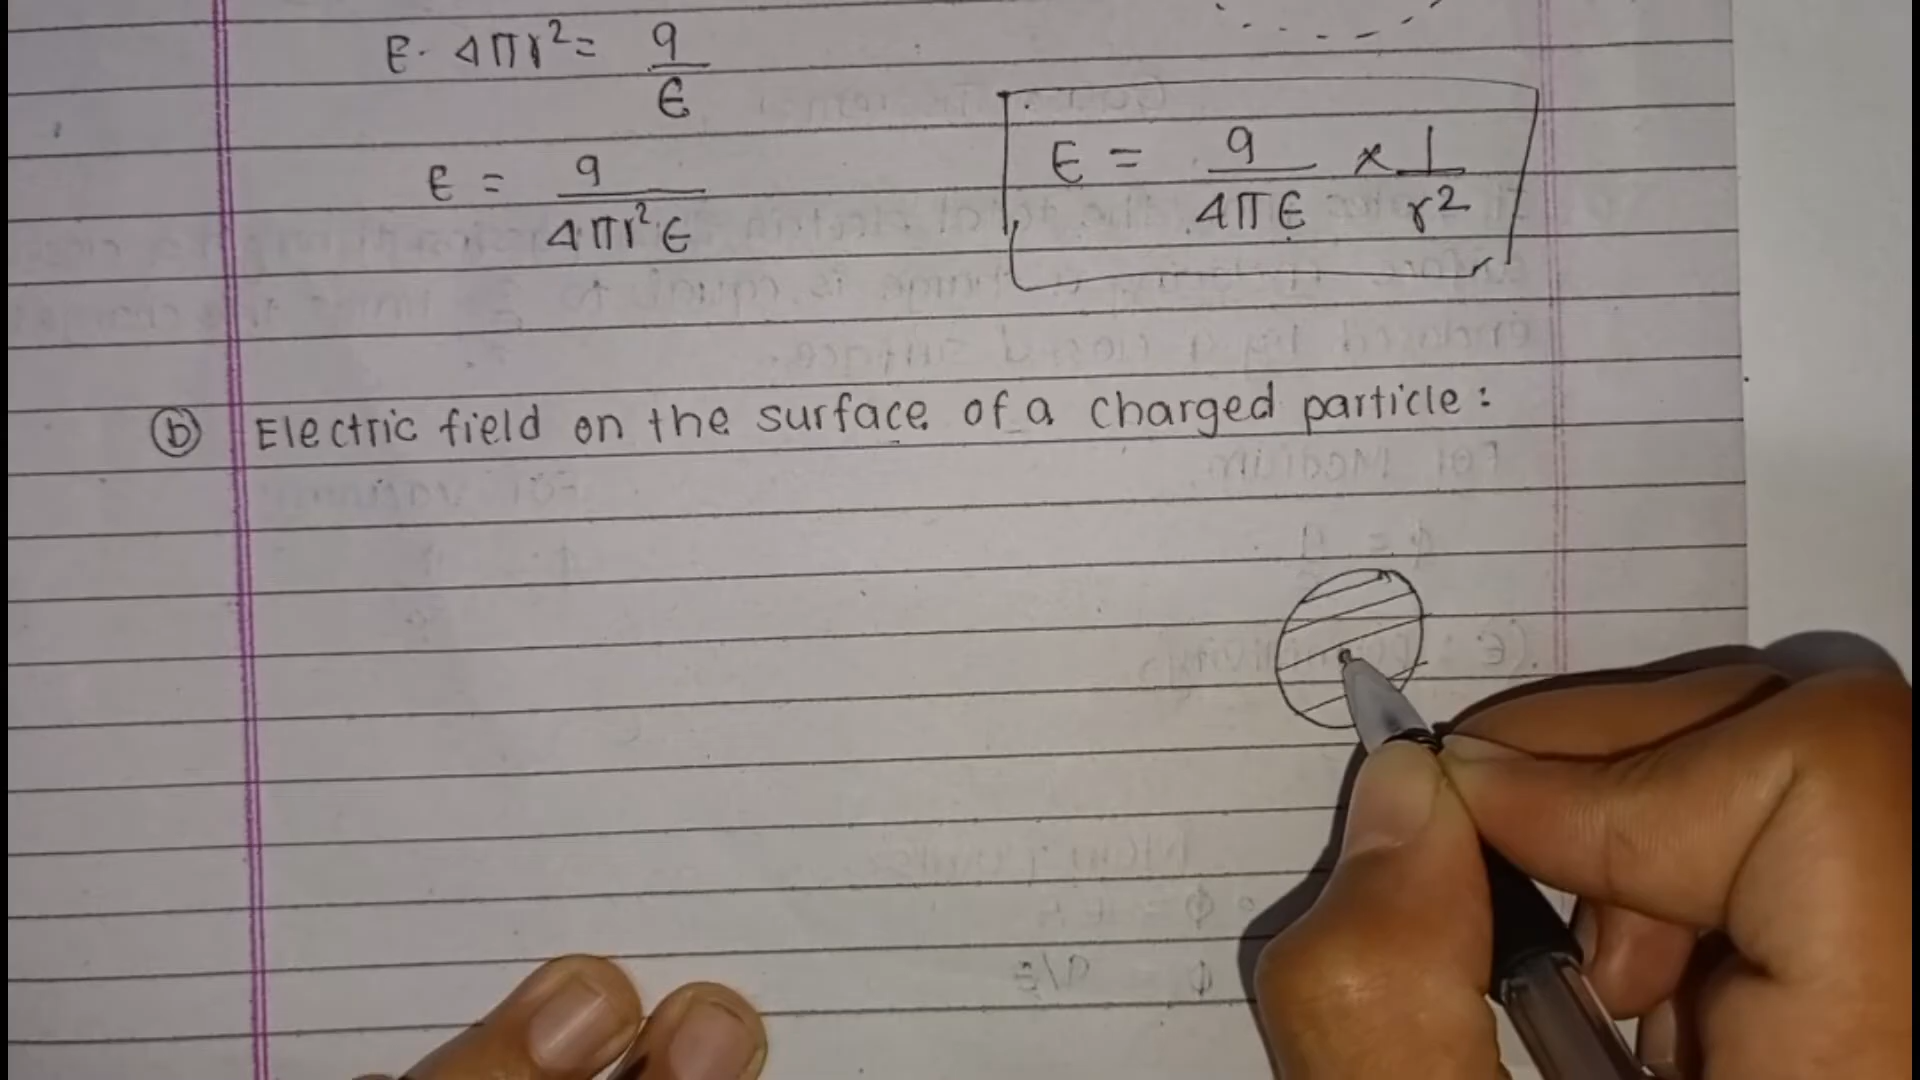 E. 4πr² = q/ϵ
E = q/4πr²ϵ
E = q/4πϵ × 1/r²
ⓑ Electric field on the surface of a charged particle: